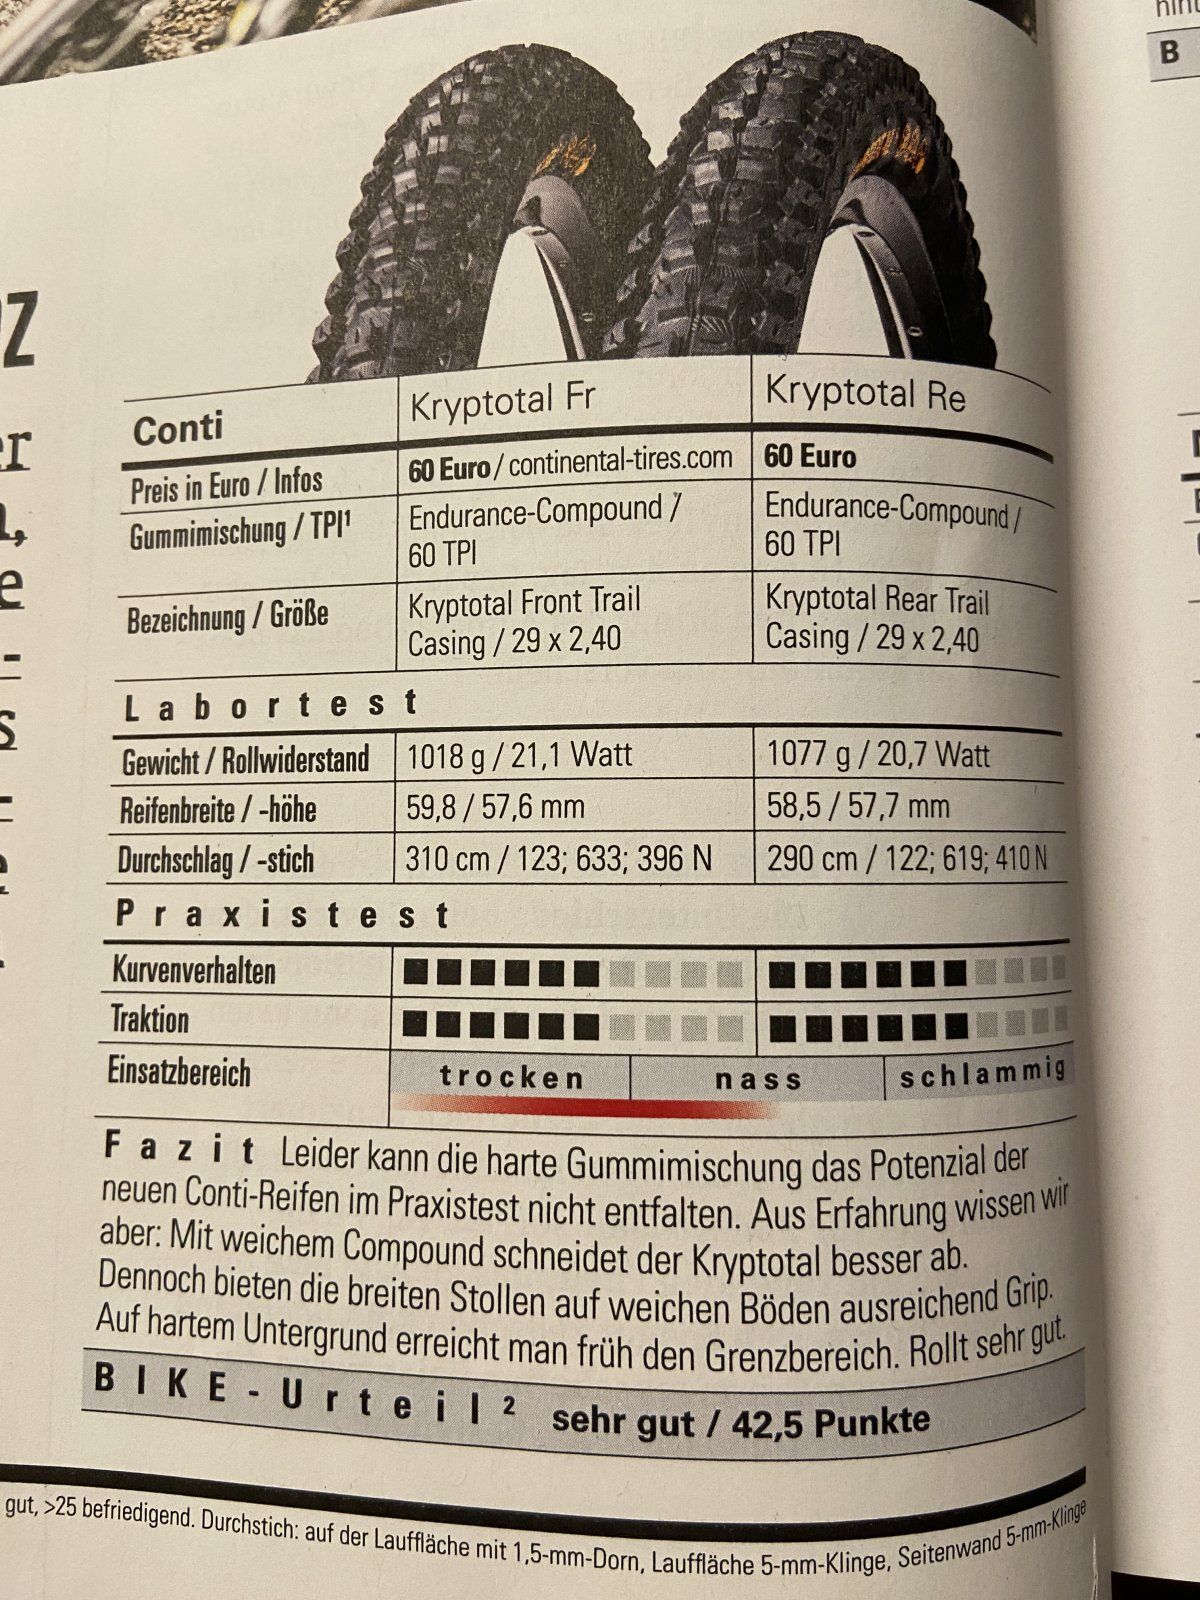 Conti Kryptotal Fr Kryptotal Re
Preis in Euro / Infos 60 Euro / continental-tires.com 60 Euro
Gummimischung / TPI¹ Endurance-Compound / 60 TPI Endurance-Compound / 60 TPI
Bezeichnung / Größe Kryptotal Front Trail Casing / 29 x 2,40 Kryptotal Rear Trail Casing / 29 x 2,40
Labortest
Gewicht / Rollwiderstand 1018 g / 21,1 Watt 1077 g / 20,7 Watt
Reifenbreite / -höhe 59,8 / 57,6 mm 58,5 / 57,7 mm
Durchschlag / -stich 310 cm / 123; 633; 396 N 290 cm / 122; 619; 410 N
Praxistest
Kurvenverhalten
Traktion
Einsatzbereich trocken nass schlammig
Fazit Leider kann die harte Gummimischung das Potenzial der
neuen Conti-Reifen im Praxistest nicht entfalten. Aus Erfahrung wissen wir
aber: Mit weichem Compound schneidet der Kryptotal besser ab.
Dennoch bieten die breiten Stollen auf weichen Böden ausreichend Grip.
Auf hartem Untergrund erreicht man früh den Grenzbereich. Rollt sehr gut.
BIKE-Urteil² sehr gut / 42,5 Punkte
gut, >25 befriedigend. Durchstich: auf der Lauffläche mit 1,5-mm-Dorn, Lauffläche 5-mm-Klinge, Seitenwand 5-mm-Klinge
B